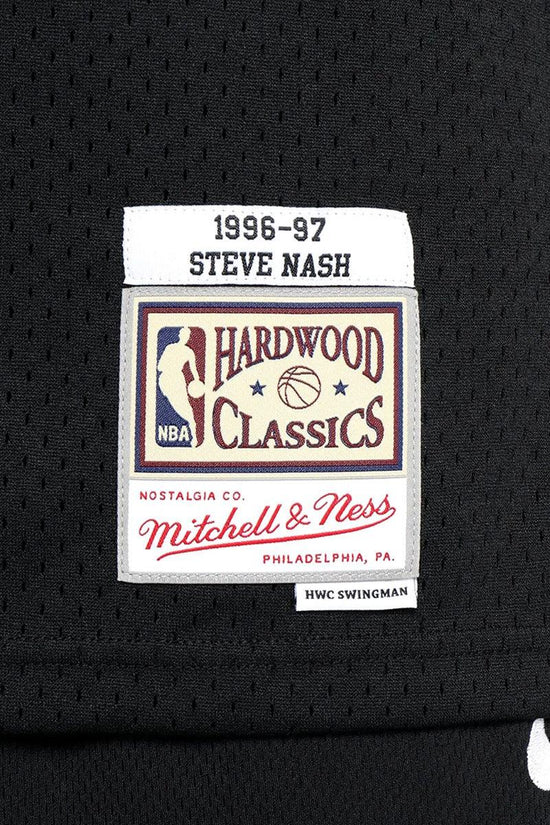 1996-97
STEVE NASH
HARDWOOD
NBA
CLASSICS
NOSTALGIA CO.
Mitchell & Ness
PHILADELPHIA, PA.
HWC SWINGMAN